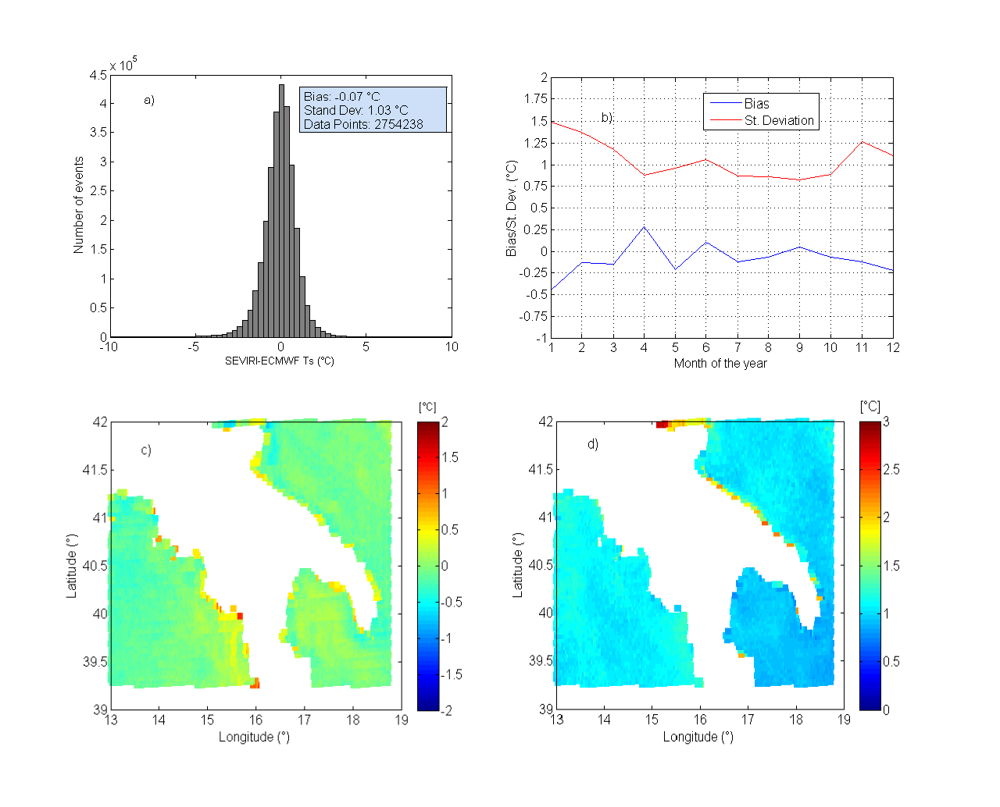 x 10^5
4.5
4
3.5
3
2.5
2
1.5
1
0.5
0
Number of events
a)
Bias: -0.07 °C
Stand Dev: 1.03 °C
Data Points: 2754238
-10 -5 0 5 10
SEVIRI-ECMWF Ts (°C)
2
1.75
1.5
1.25
1
0.75
0.5
0.25
0
-0.25
-0.5
-0.75
-1
Bias/St. Dev. (°C)
b)
Bias
St. Deviation
1 2 3 4 5 6 7 8 9 10 11 12
Month of the year
[°C]
42
41.5
41
40.5
40
39.5
39
Latitude (°)
c)
13 14 15 16 17 18 19
Longitude (°)
2
1.5
1
0.5
0
-0.5
-1
-1.5
-2
[°C]
42
41.5
41
40.5
40
39.5
39
Latitude (°)
d)
13 14 15 16 17 18 19
Longitude (°)
3
2.5
2
1.5
1
0.5
0